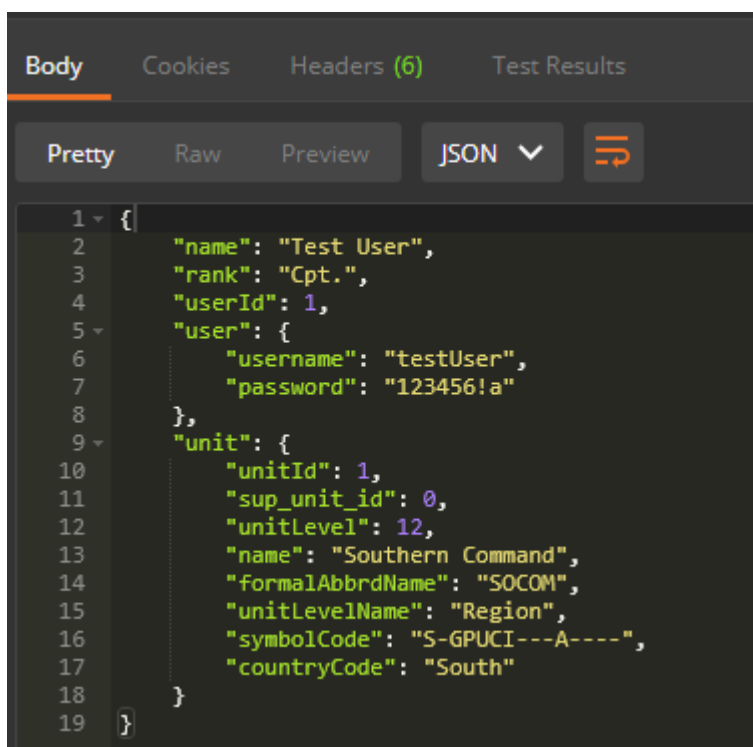 Body Cookies Headers (6) Test Results
Pretty Raw Preview JSON
1 {
2 "name": "Test User",
3 "rank": "Cpt.",
4 "userId": 1,
5 "user": {
6 "username": "testUser",
7 "password": "123456!a"
8 },
9 "unit": {
10 "unitId": 1,
11 "sup_unit_id": 0,
12 "unitLevel": 12,
13 "name": "Southern Command",
14 "formalAbbrdName": "SOCOM",
15 "unitLevelName": "Region",
16 "symbolCode": "S-GPUCI---A----",
17 "countryCode": "South"
18 }
19 }